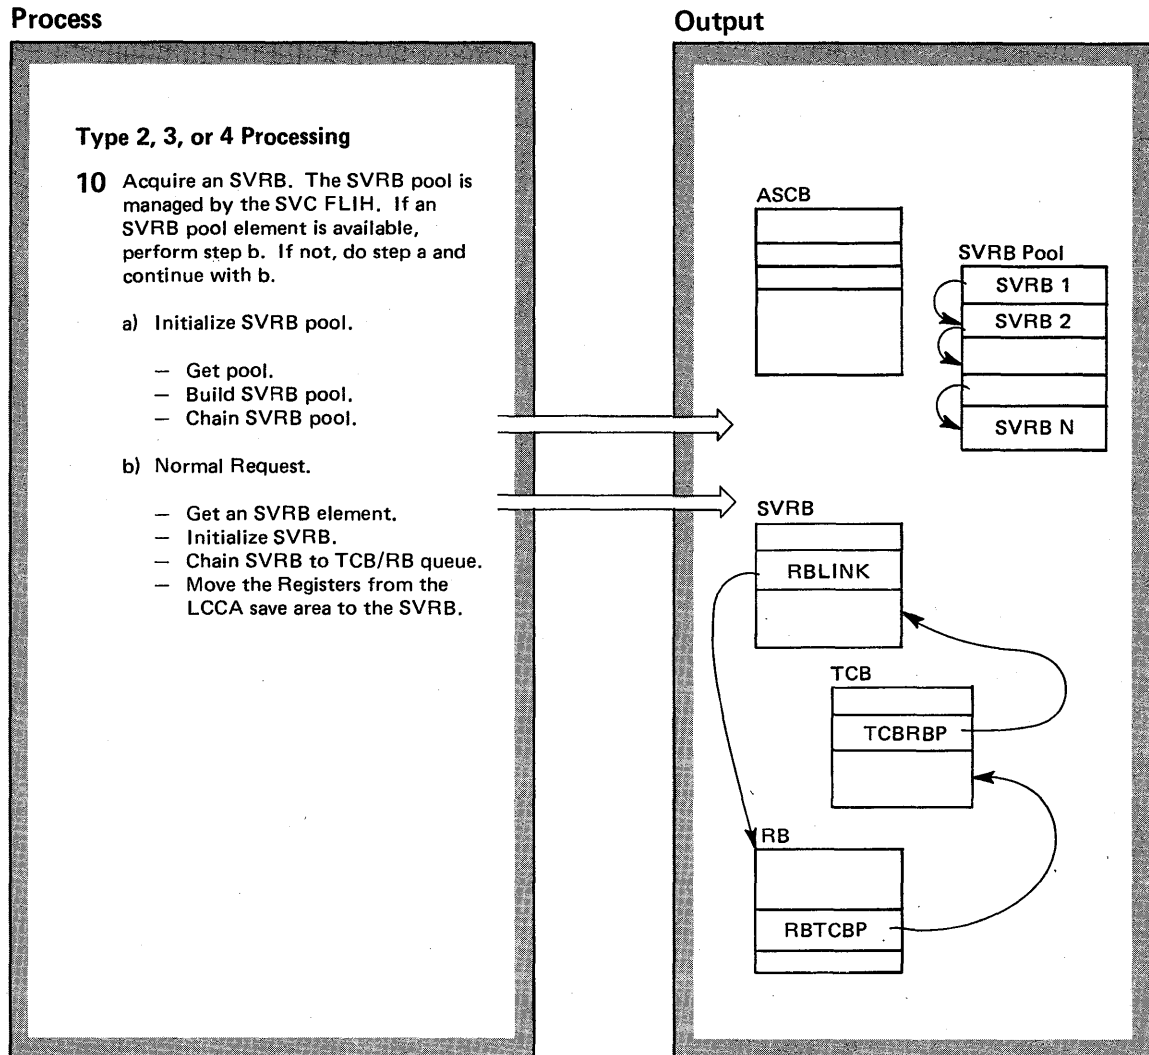 Process
Type 2, 3, or 4 Processing
10 Acquire an SVRB. The SVRB pool is
managed by the SVC FLIH. If an
SVRB pool element is available,
perform step b. If not, do step a and
continue with b.
a) Initialize SVRB pool.
— Get pool.
— Build SVRB pool.
— Chain SVRB pool.
b) Normal Request.
— Get an SVRB element.
— Initialize SVRB.
— Chain SVRB to TCB/RB queue.
— Move the Registers from the
LCCA save area to the SVRB.
Output
ASCB
SVRB Pool
SVRB 1
SVRB 2
SVRB N
SVRB
RBLINK
TCB
TCBRBP
RB
RBTCBP